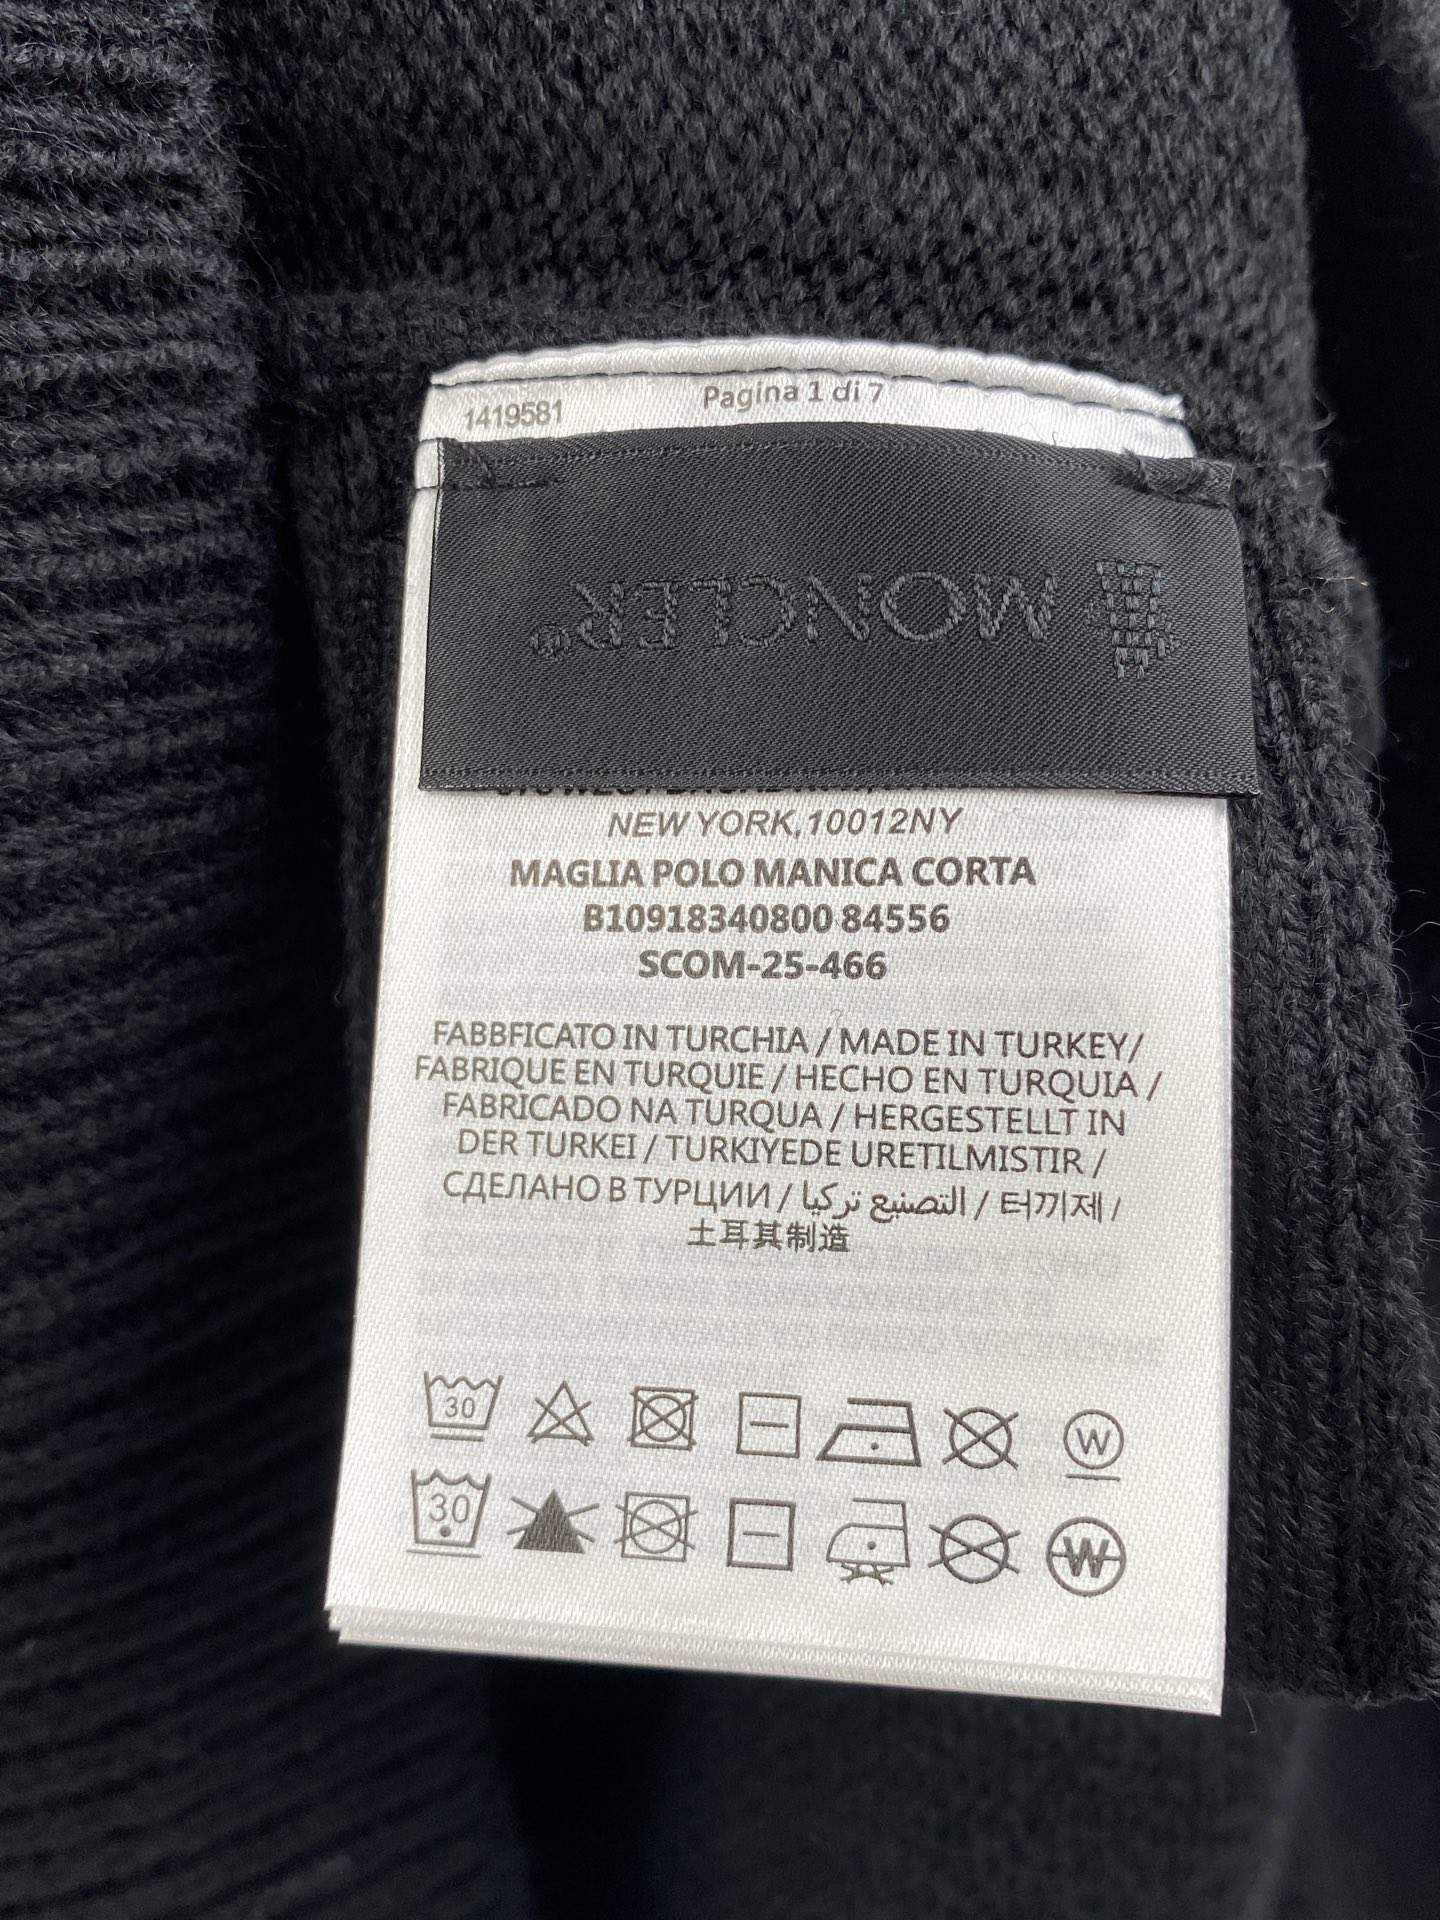 1419581
Pagina 1 di 7
MONCLER®
NEW YORK,10012NY
MAGLIA POLO MANICA CORTA
B10918340800 84556
SCOM-25-466
FABBFICATO IN TURCHIA / MADE IN TURKEY/
FABRIQUE EN TURQUIE / HECHO EN TURQUIA /
FABRICADO NA TURQUA / HERGESTELLT IN
DER TURKEI / TURKIYEDE URETILMISTIR /
СДЕЛАНО В ТУРЦИИ / التصنيع تركيا / 터끼제 /
土耳其制造
30 W
30 W